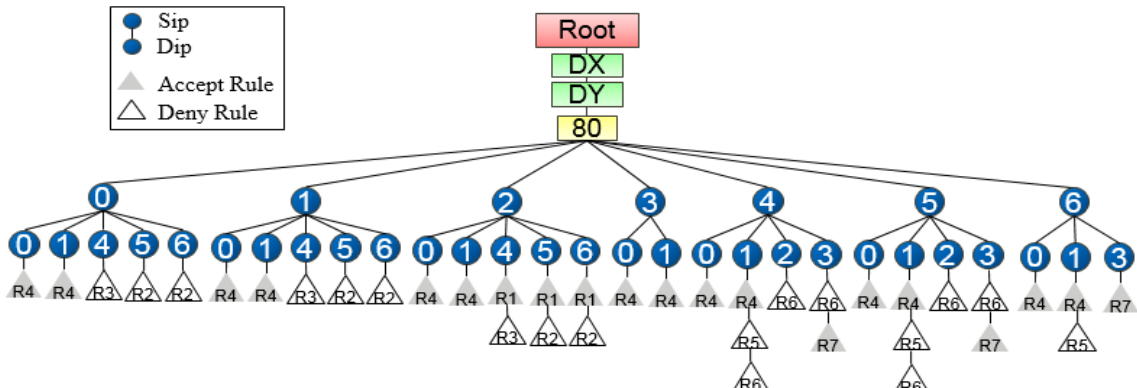 Sip
Dip
Accept Rule
Deny Rule
Root
DX
DY
80
0 1 2 3 4 5 6
0 1 4 5 6 0 1 4 5 6 0 1 4 5 6 0 1 0 1 2 3 0 1 2 3 0 1 3
R4 R4 R3 R2 R2 R4 R4 R3 R2 R2 R4 R4 R1 R1 R1 R4 R4 R4 R4 R6 R6 R4 R4 R6 R6 R4 R4 R7
R3 R2 R2 R5 R7 R5 R7 R5
R6 R6